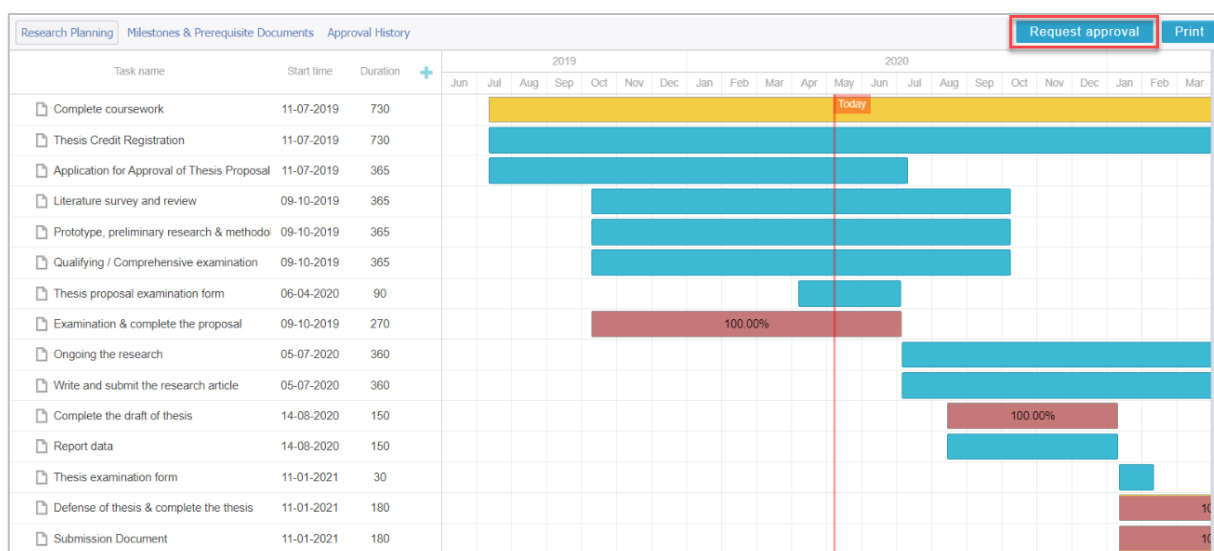 Research Planning Milestones & Prerequisite Documents Approval History Request approval Print
Task name Start time Duration 2019 2020
Jun Jul Aug Sep Oct Nov Dec Jan Feb Mar Apr May Jun Jul Aug Sep Oct Nov Dec Jan Feb Mar
Complete coursework 11-07-2019 730 Today
Thesis Credit Registration 11-07-2019 730
Application for Approval of Thesis Proposal 11-07-2019 365
Literature survey and review 09-10-2019 365
Prototype, preliminary research & methodol 09-10-2019 365
Qualifying / Comprehensive examination 09-10-2019 365
Thesis proposal examination form 06-04-2020 90
Examination & complete the proposal 09-10-2019 270 100.00%
Ongoing the research 05-07-2020 360
Write and submit the research article 05-07-2020 360
Complete the draft of thesis 14-08-2020 150 100.00%
Report data 14-08-2020 150
Thesis examination form 11-01-2021 30
Defense of thesis & complete the thesis 11-01-2021 180 10
Submission Document 11-01-2021 180 10